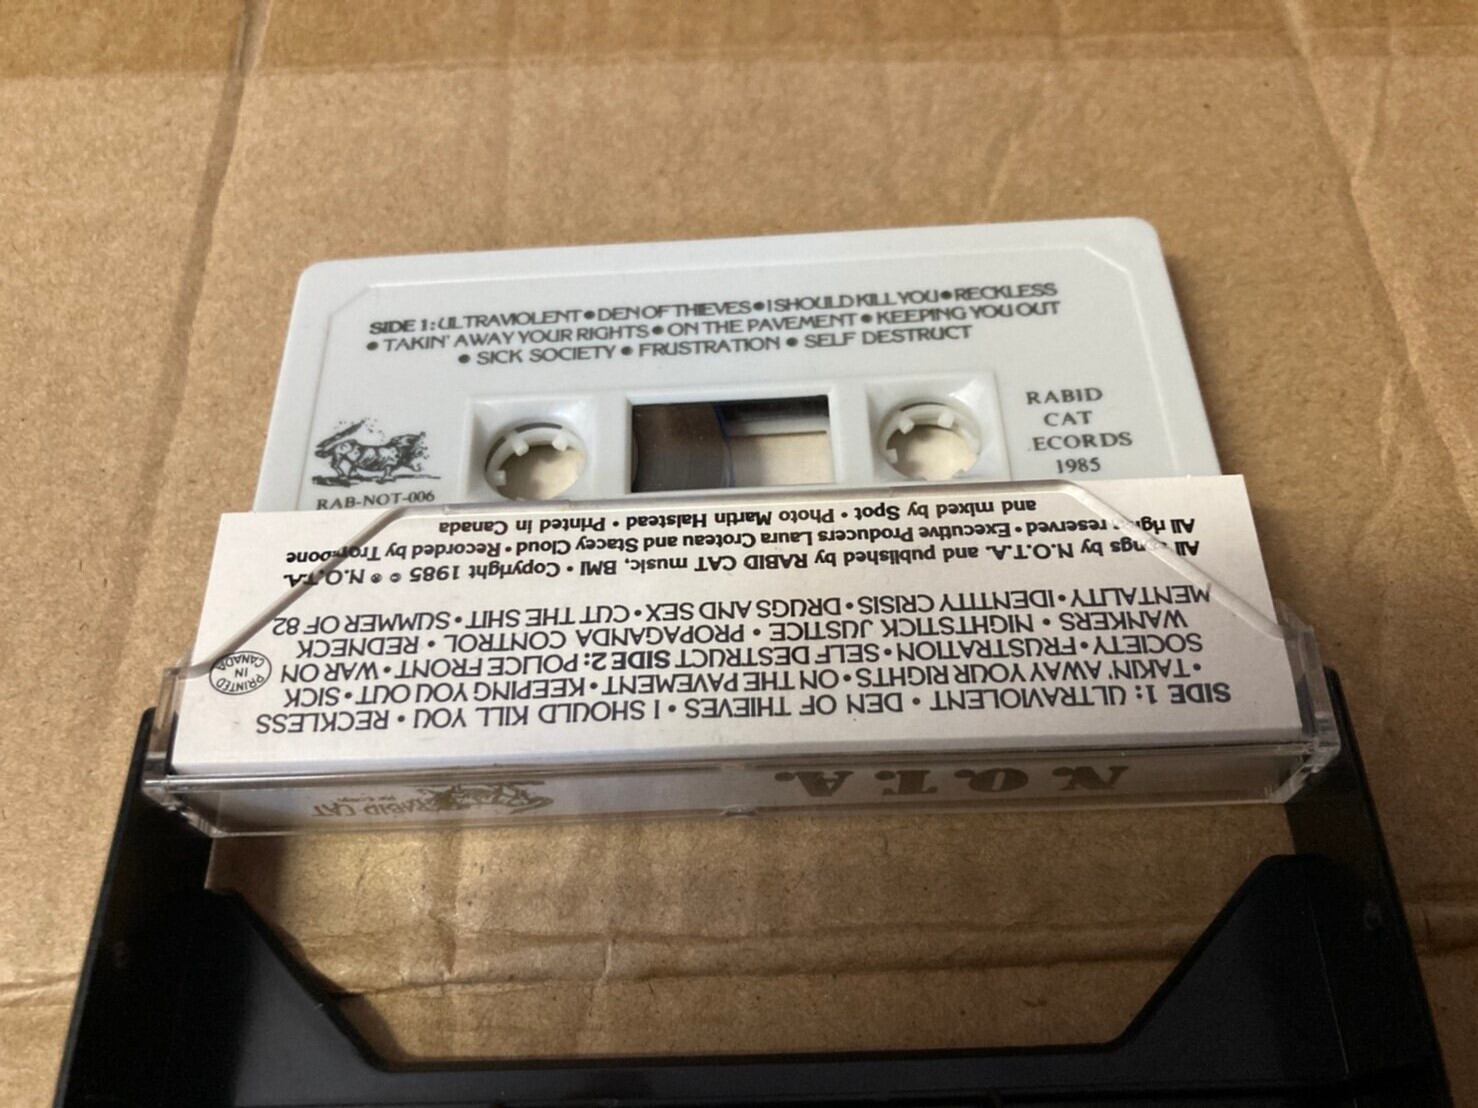 SIDE 1: ULTRAVIOLENT • DEN OF THIEVES • I SHOULD KILL YOU • RECKLESS
• TAKIN' AWAY YOUR RIGHTS • ON THE PAVEMENT • KEEPING YOU OUT
• SICK SOCIETY • FRUSTRATION • SELF DESTRUCT
RABID
CAT
ECORDS
1985
RAB-NOT-006
SIDE 1: ULTRAVIOLENT • DEN OF THIEVES • I SHOULD KILL YOU • RECKLESS
• TAKIN' AWAY YOUR RIGHTS • ON THE PAVEMENT • KEEPING YOU OUT • SICK
SOCIETY • FRUSTRATION • SELF DESTRUCT SIDE 2: POLICE FRONT • WAR ON
WANKERS • NIGHTSTICK JUSTICE • PROPAGANDA CONTROL • REDNECK
MENTALITY • IDENTITY CRISIS • DRUGS AND SEX • CUT THE SHIT • SUMMER OF 82
PRINTED
IN
CANADA
All songs by N.O.T.A. and published by RABID CAT music, BMI • Copyright 1985 © ® N.O.T.A.
All rights reserved • Executive Producers Laura Croteau and Stacey Cloud • Recorded by Trombone
and mixed by Spot • Photo Martin Halstead • Printed in Canada
N.O.T.A.
RABID CAT